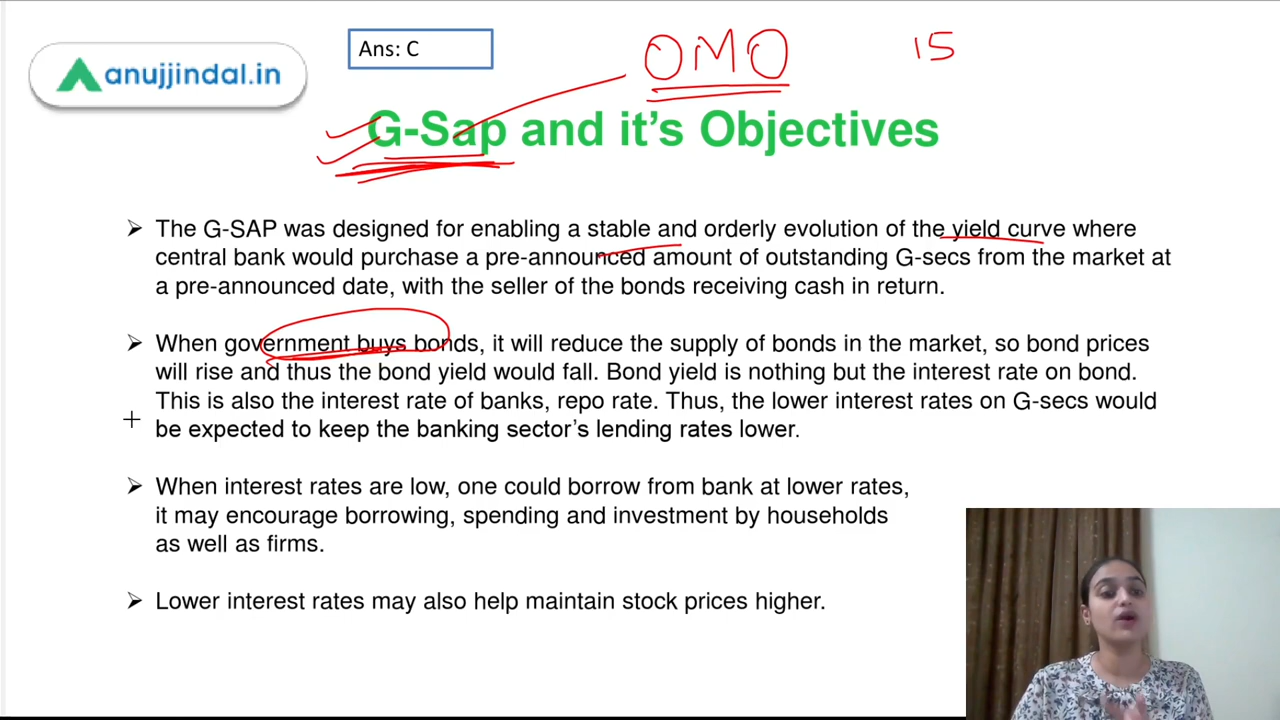 anujjindal.in
Ans: C
OMO
15
G-Sap and it's Objectives
The G-SAP was designed for enabling a stable and orderly evolution of the yield curve where
central bank would purchase a pre-announced amount of outstanding G-secs from the market at
a pre-announced date, with the seller of the bonds receiving cash in return.
When government buys bonds, it will reduce the supply of bonds in the market, so bond prices
will rise and thus the bond yield would fall. Bond yield is nothing but the interest rate on bond.
This is also the interest rate of banks, repo rate. Thus, the lower interest rates on G-secs would
be expected to keep the banking sector's lending rates lower.
When interest rates are low, one could borrow from bank at lower rates,
it may encourage borrowing, spending and investment by households
as well as firms.
Lower interest rates may also help maintain stock prices higher.